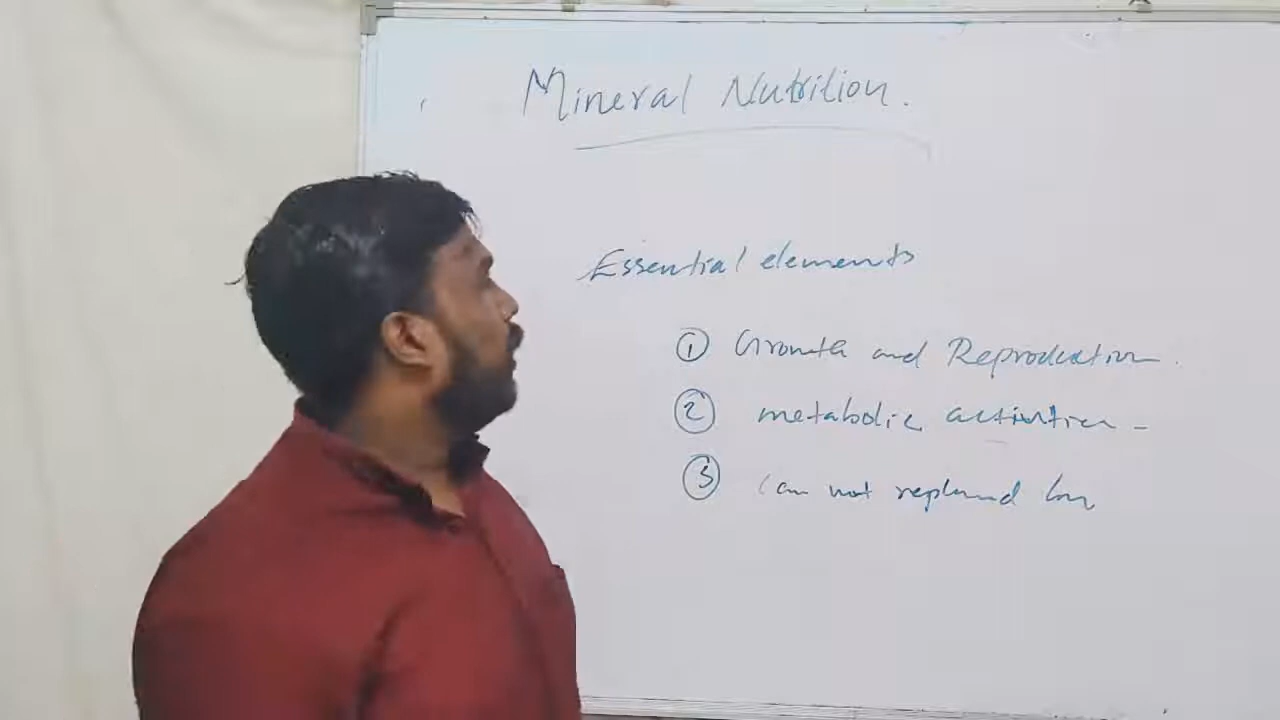 Mineral Nutrition.
Essential elements
① Growth and Reproduction.
② metabolic activities -
③ Can not replaced by